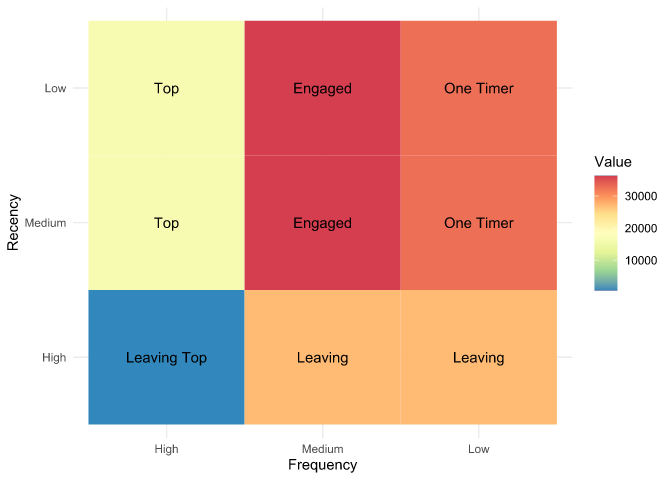 Low
Top
Engaged
One Timer
Medium
Top
Engaged
One Timer
High
Leaving Top
Leaving
Leaving
Recency
High
Medium
Low
Frequency
Value
30000
20000
10000